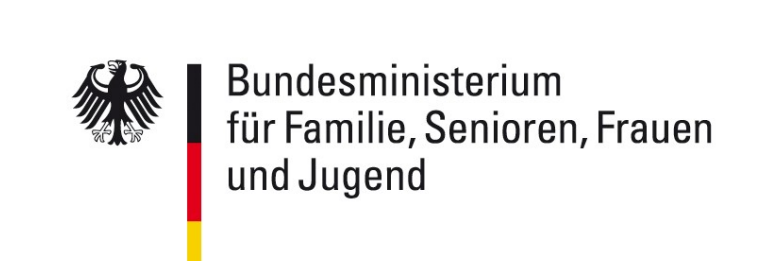 Bundesministerium
für Familie, Senioren, Frauen
und Jugend